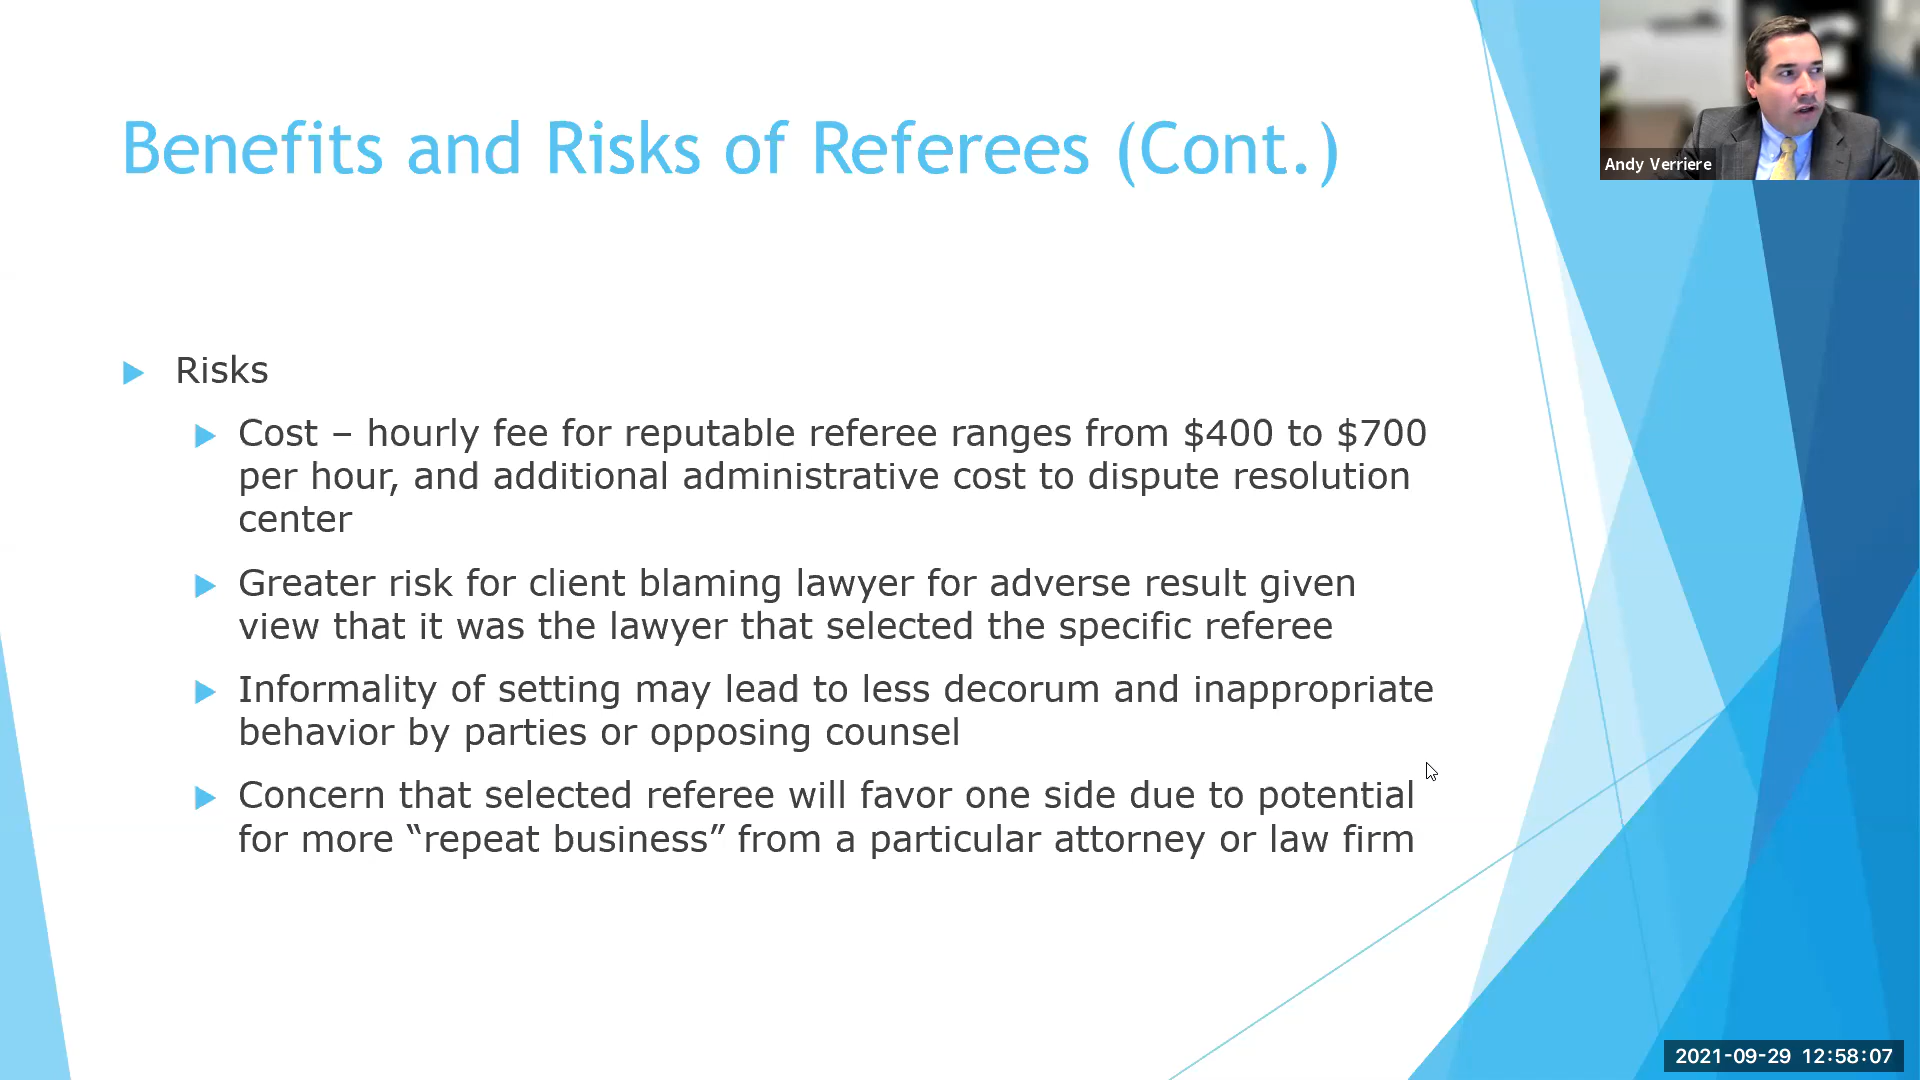 Benefits and Risks of Referees (Cont.)
Andy Verriere
Risks
Cost – hourly fee for reputable referee ranges from $400 to $700
per hour, and additional administrative cost to dispute resolution
center
Greater risk for client blaming lawyer for adverse result given
view that it was the lawyer that selected the specific referee
Informality of setting may lead to less decorum and inappropriate
behavior by parties or opposing counsel
Concern that selected referee will favor one side due to potential
for more “repeat business” from a particular attorney or law firm
2021-09-29 12:58:07